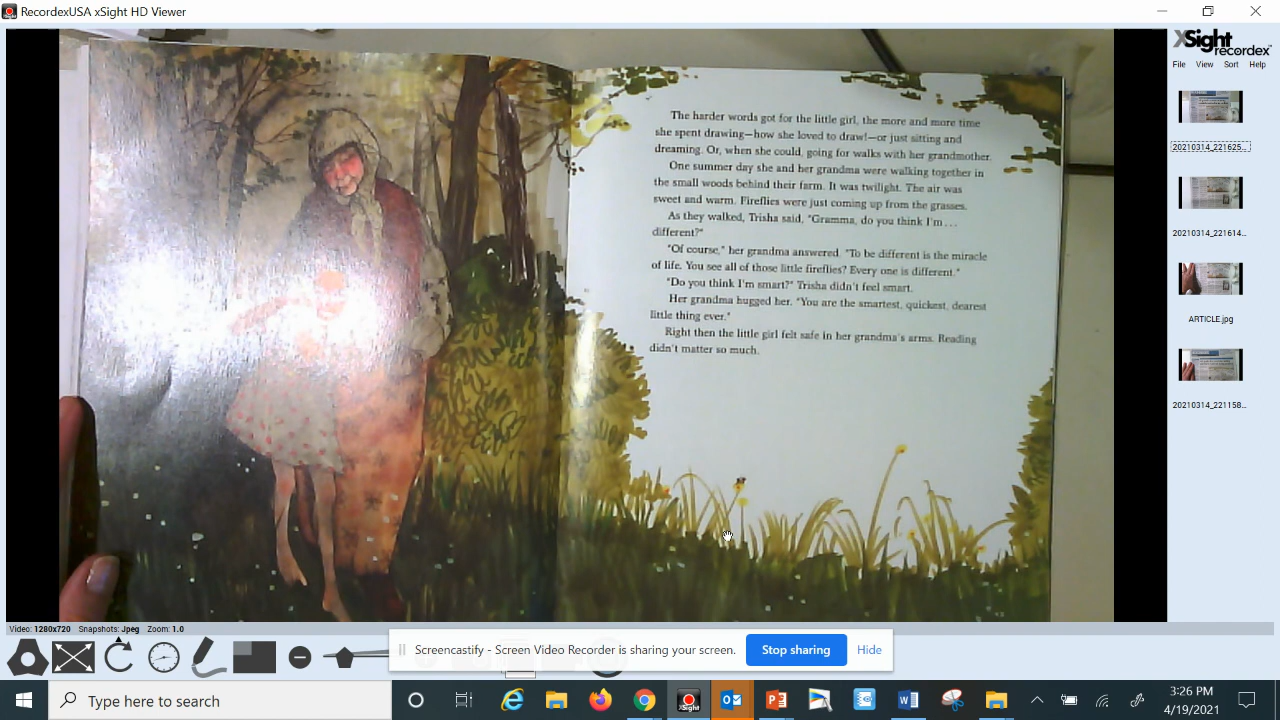 RecordexUSA xSight HD Viewer
XSight
recordex
File View Sort Help
20210314_221625...
20210314_221614...
ARTICLE.jpg
20210314_221158...
The harder words got for the little girl, the more and more time
she spent drawing—how she loved to draw!—or just sitting and
dreaming. Or, when she could, going for walks with her grandmother.
One summer day she and her grandma were walking together in
the small woods behind their farm. It was twilight. The air was
sweet and warm. Fireflies were just coming up from the grasses.
As they walked, Trisha said, "Gramma, do you think I'm...
different?"
"Of course," her grandma answered. "To be different is the miracle
of life. You see all of those little fireflies? Every one is different."
"Do you think I'm smart?" Trisha didn't feel smart.
Her grandma hugged her. "You are the smartest, quickest, dearest
little thing ever."
Right then the little girl felt safe in her grandma's arms. Reading
didn't matter so much.
Video: 1280x720 Snapshots: Jpeg Zoom: 1.0
Screencastify - Screen Video Recorder is sharing your screen.
Stop sharing
Hide
Type here to search
3:26 PM
4/19/2021